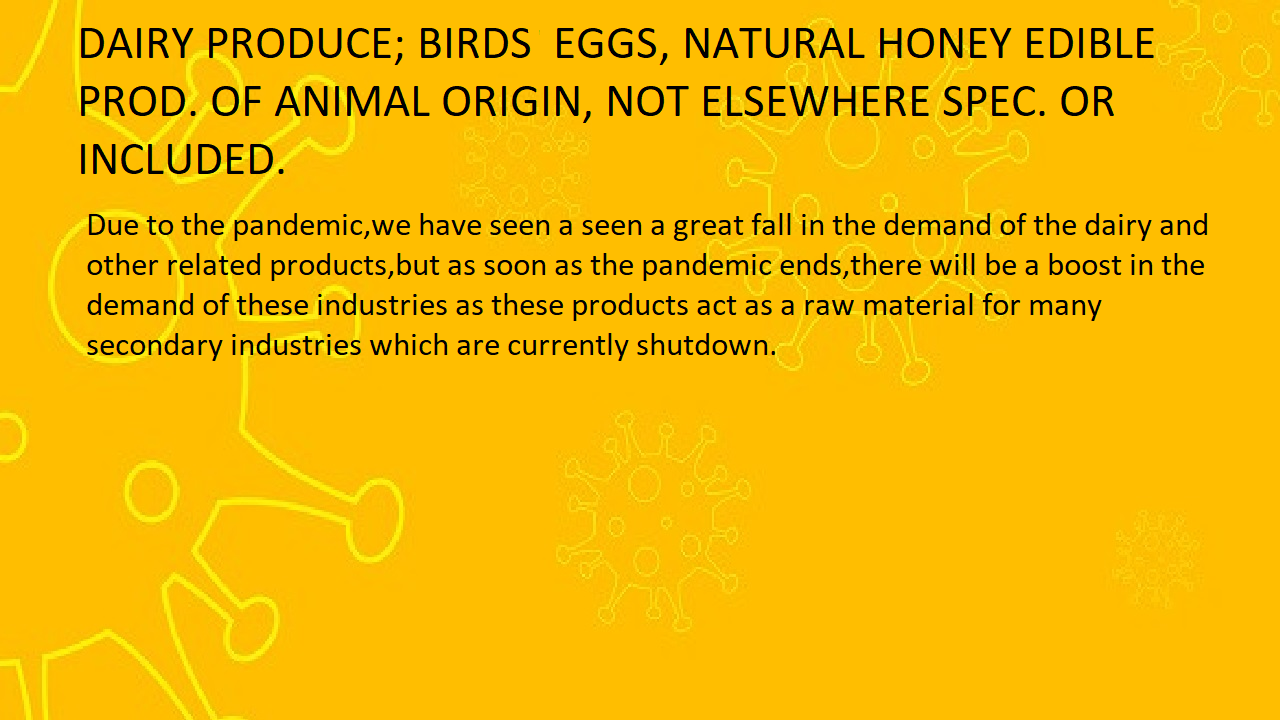 DAIRY PRODUCE; BIRDS  EGGS, NATURAL HONEY EDIBLE
PROD. OF ANIMAL ORIGIN, NOT ELSEWHERE SPEC. OR
INCLUDED.
Due to the pandemic,we have seen a seen a great fall in the demand of the dairy and
other related products,but as soon as the pandemic ends,there will be a boost in the
demand of these industries as these products act as a raw material for many
secondary industries which are currently shutdown.